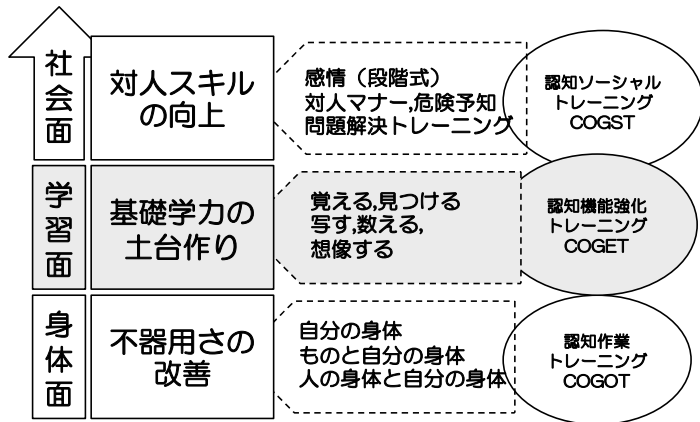 社会面
対人スキル
の向上
感情（段階式）
対人マナー,危険予知
問題解決トレーニング
認知ソーシャル
トレーニング
COGST
学習面
基礎学力の
土台作り
覚える,見つける
写す,数える,
想像する
認知機能強化
トレーニング
COGET
身体面
不器用さの
改善
自分の身体
ものと自分の身体
人の身体と自分の身体
認知作業
トレーニング
COGOT